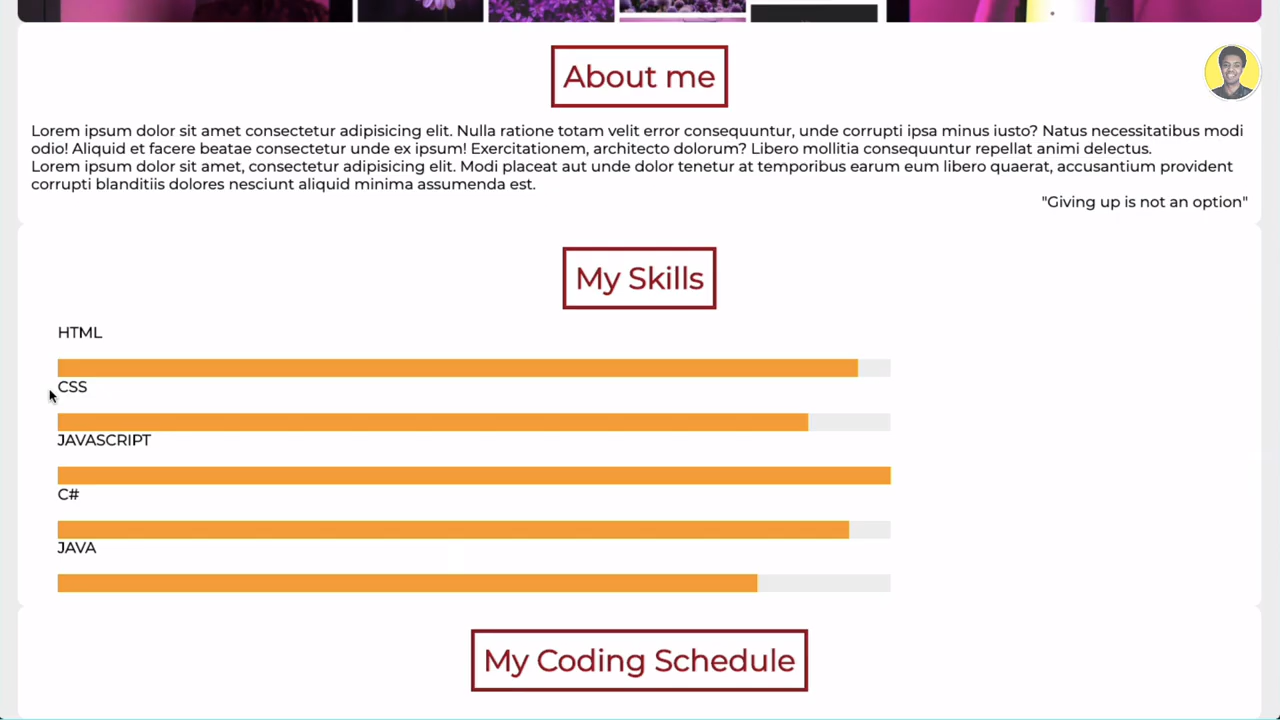 About me
Lorem ipsum dolor sit amet consectetur adipisicing elit. Nulla ratione totam velit error consequuntur, unde corrupti ipsa minus iusto? Natus necessitatibus modi
odio! Aliquid et facere beatae consectetur unde ex ipsum! Exercitationem, architecto dolorum? Libero mollitia consequuntur repellat animi delectus.
Lorem ipsum dolor sit amet, consectetur adipisicing elit. Modi placeat aut unde dolor tenetur at temporibus earum eum libero quaerat, accusantium provident
corrupti blanditiis dolores nesciunt aliquid minima assumenda est.
"Giving up is not an option"
My Skills
HTML
CSS
JAVASCRIPT
C#
JAVA
My Coding Schedule